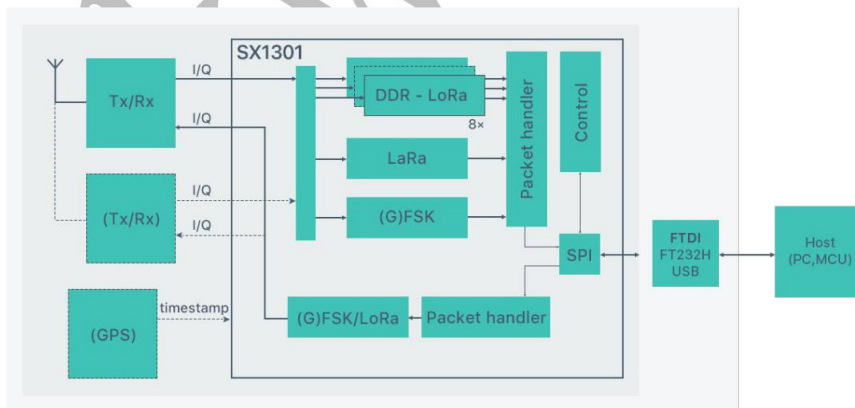 SX1301
I/Q
Tx/Rx
DDR - LoRa
8×
Packet handler
Control
I/Q
LaRa
I/Q
(Tx/Rx)
(G)FSK
I/Q
SPI
FTDI
FT232H
USB
Host
(PC,MCU)
timestamp
(GPS)
(G)FSK/LoRa
Packet handler